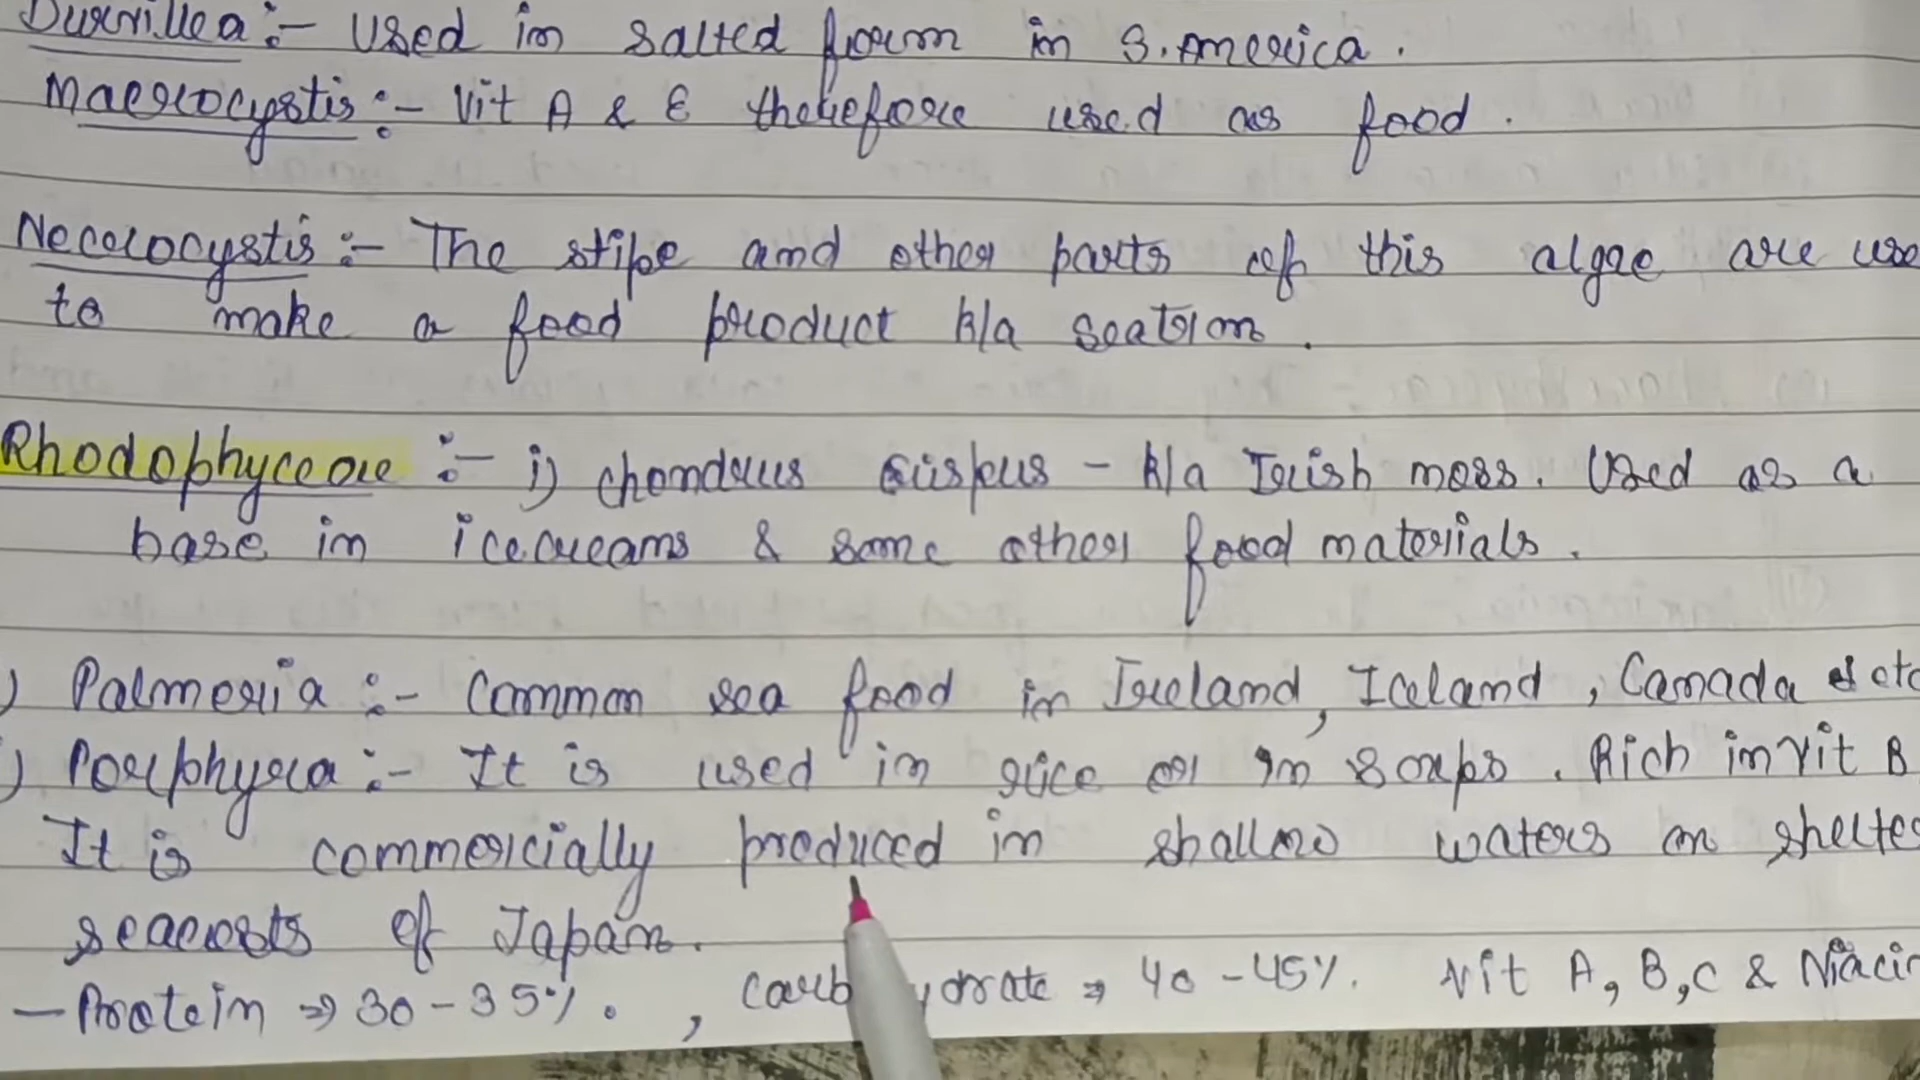 Durvillea :- Used in salted form in S. America.
Macrocystis :- Vit A & E therefore used as food.
Necerocystis :- The stipe and other parts of this algae are use
to make a food product k/a seatron.
Rhodophyceae :- i) chondrus crispus - k/a Irish moss. Used as a
base in icecreams & some other food materials.
) Palmeria :- Common sea food in Ireland, Iceland, Canada & etc
) Porphyra :- It is used in rice or in soups. Rich in vit B
It is commercially produced in shallow waters on shelte
seacosts of Japan.
- Protein => 30-35%. , Carb ydrate => 40-45%. Vit A, B, C & Niacin